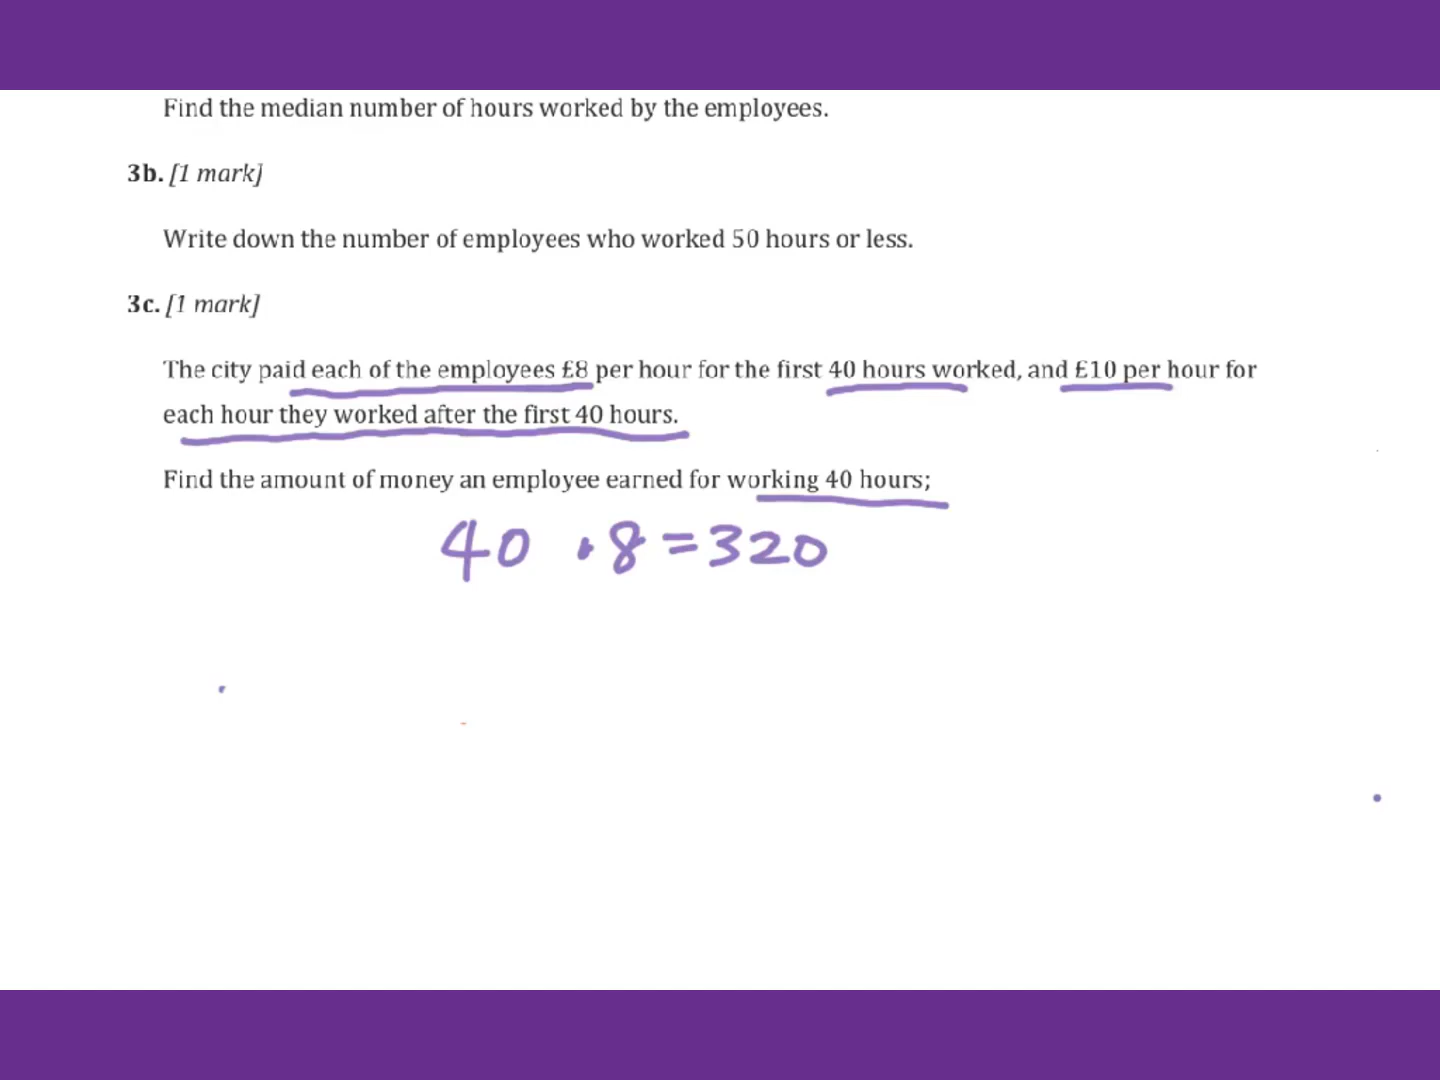 Find the median number of hours worked by the employees.
3b. [1 mark]
Write down the number of employees who worked 50 hours or less.
3c. [1 mark]
The city paid each of the employees £8 per hour for the first 40 hours worked, and £10 per hour for
each hour they worked after the first 40 hours.
Find the amount of money an employee earned for working 40 hours;
40 · 8 = 320